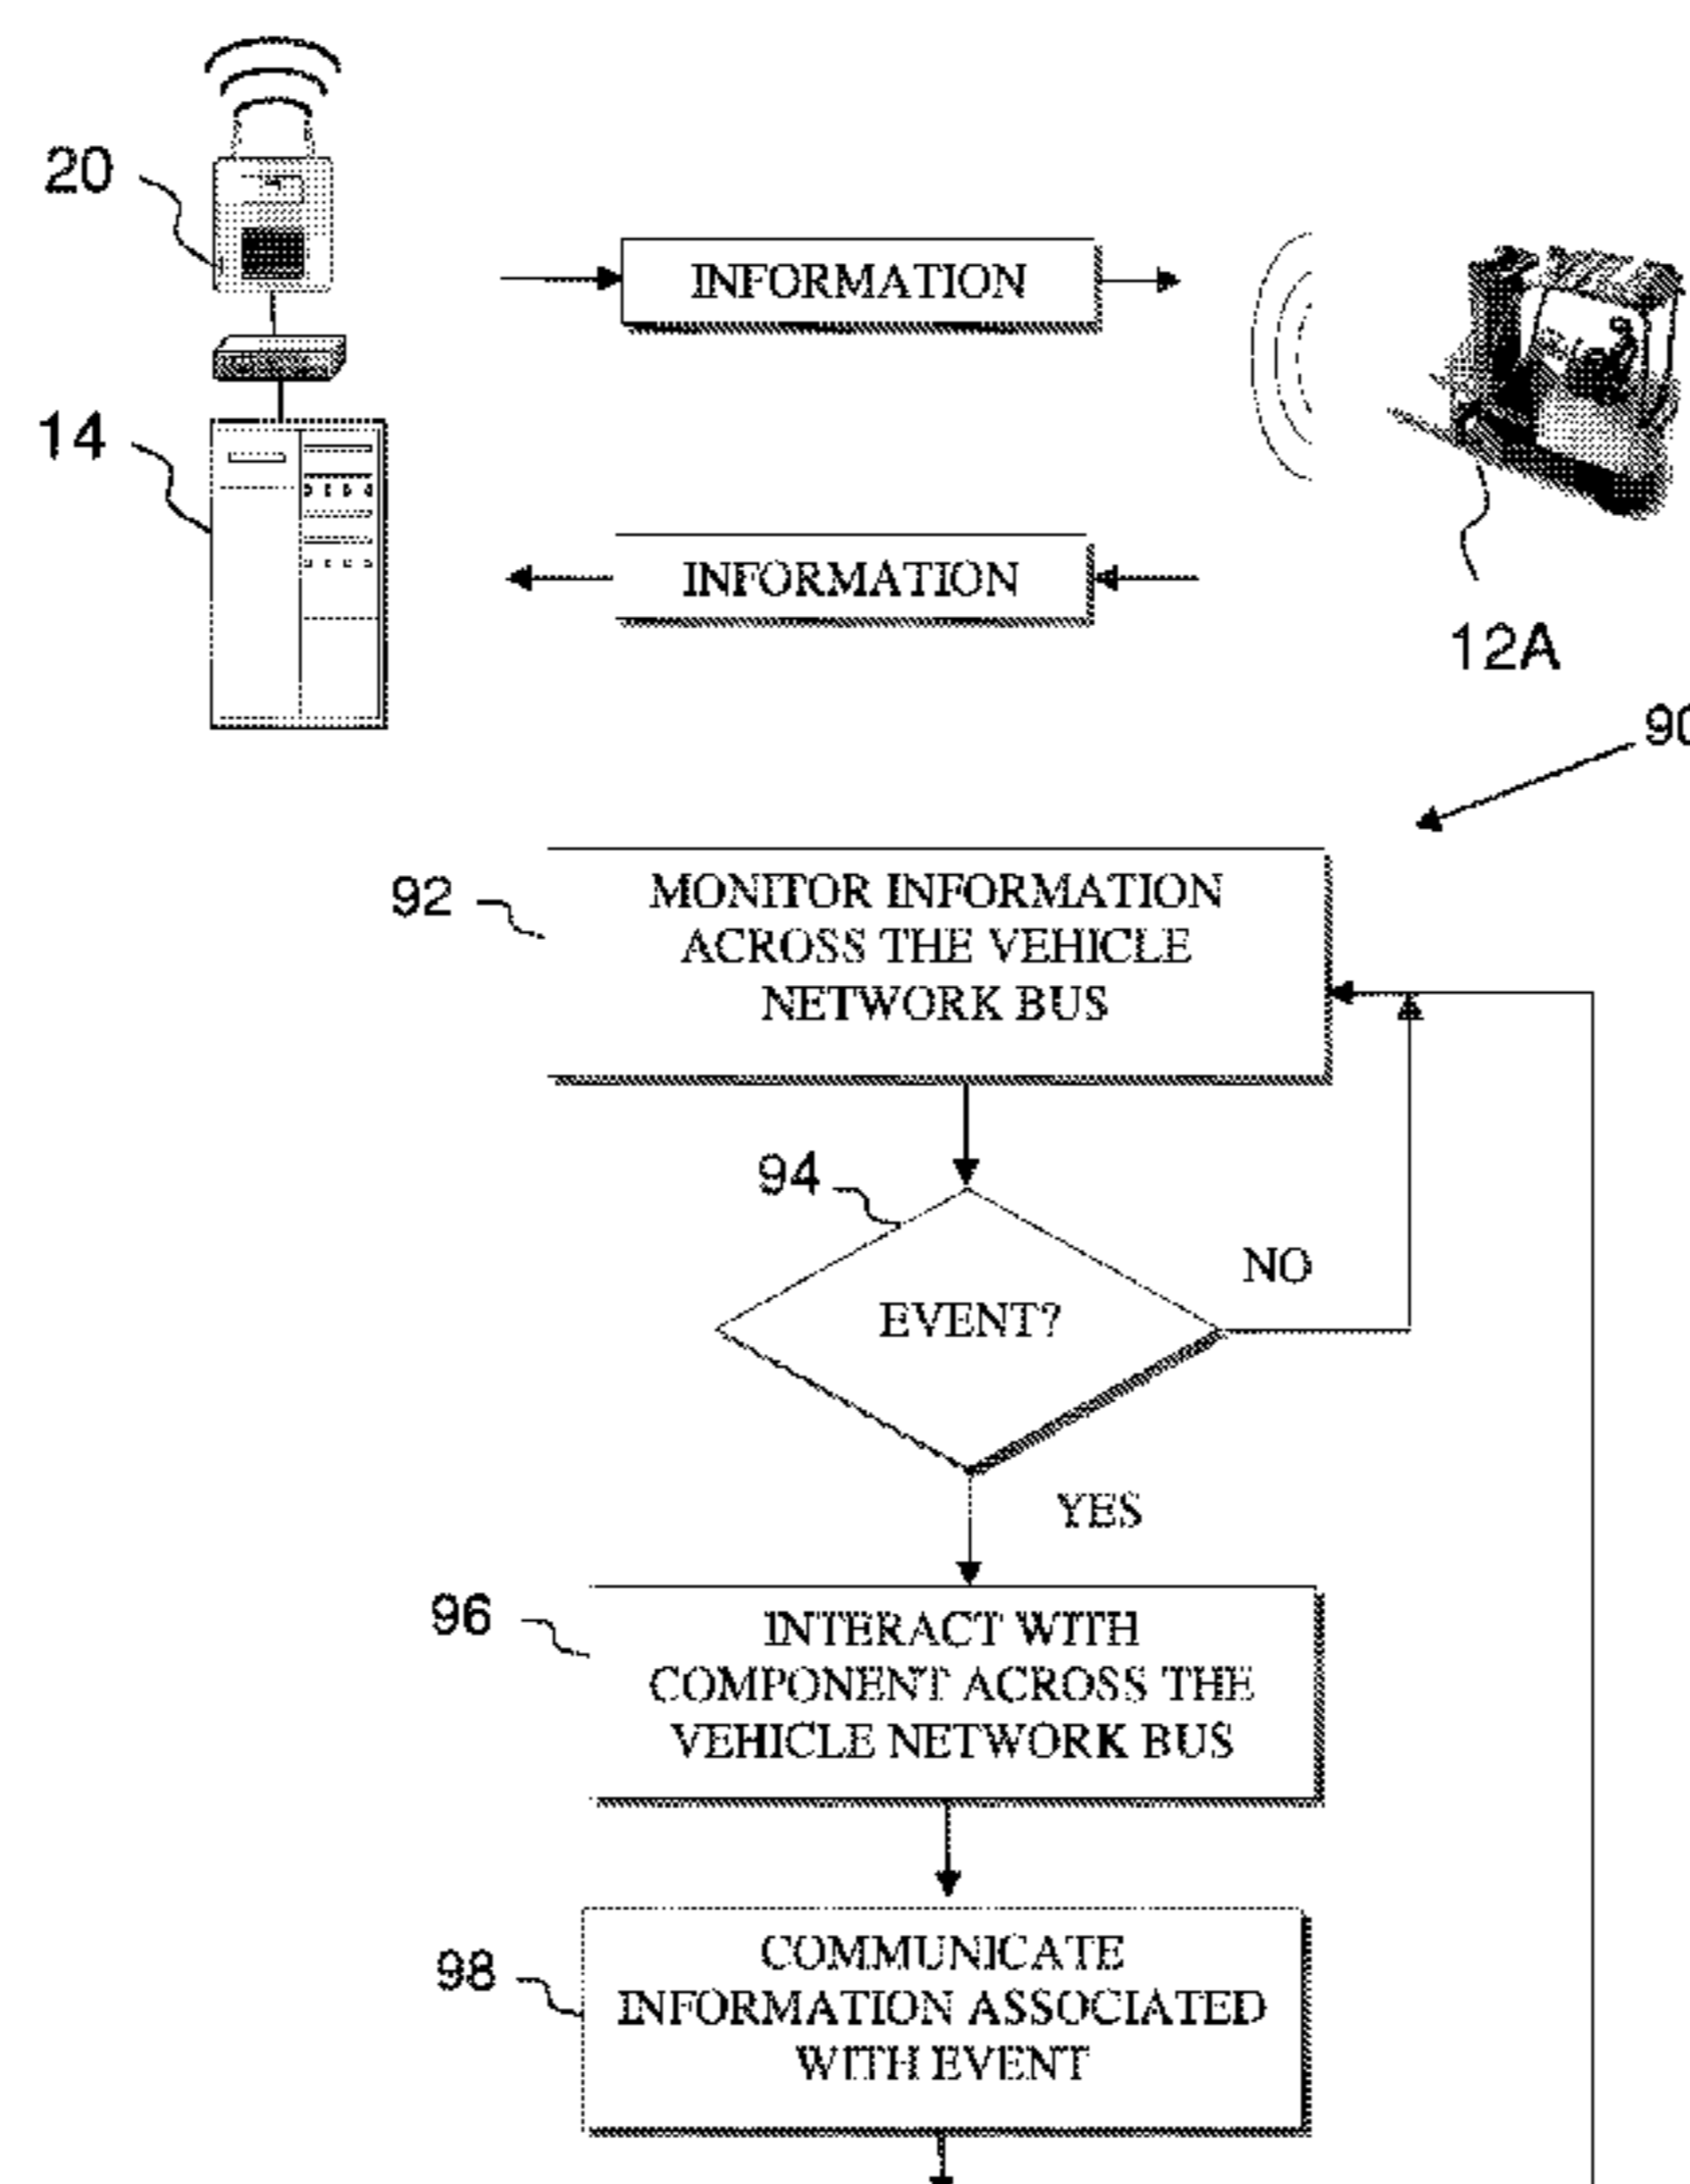 20
INFORMATION
14
INFORMATION
12A
90
92
MONITOR INFORMATION
ACROSS THE VEHICLE
NETWORK BUS
94
NO
EVENT?
YES
96
INTERACT WITH
COMPONENT ACROSS THE
VEHICLE NETWORK BUS
98
COMMUNICATE
INFORMATION ASSOCIATED
WITH EVENT